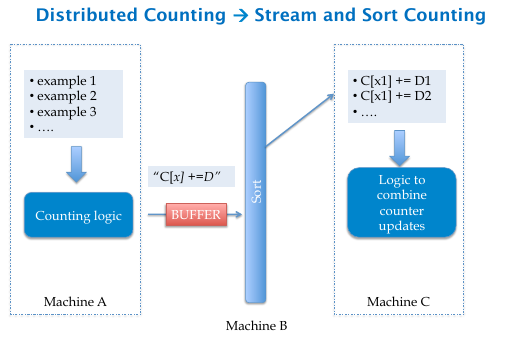 Distributed Counting → Stream and Sort Counting
• example 1
• example 2
• example 3
• ….
Counting logic
Machine A
“C[x] +=D”
BUFFER
Sort
Machine B
• C[x1] += D1
• C[x1] += D2
• ….
Logic to
combine
counter
updates
Machine C